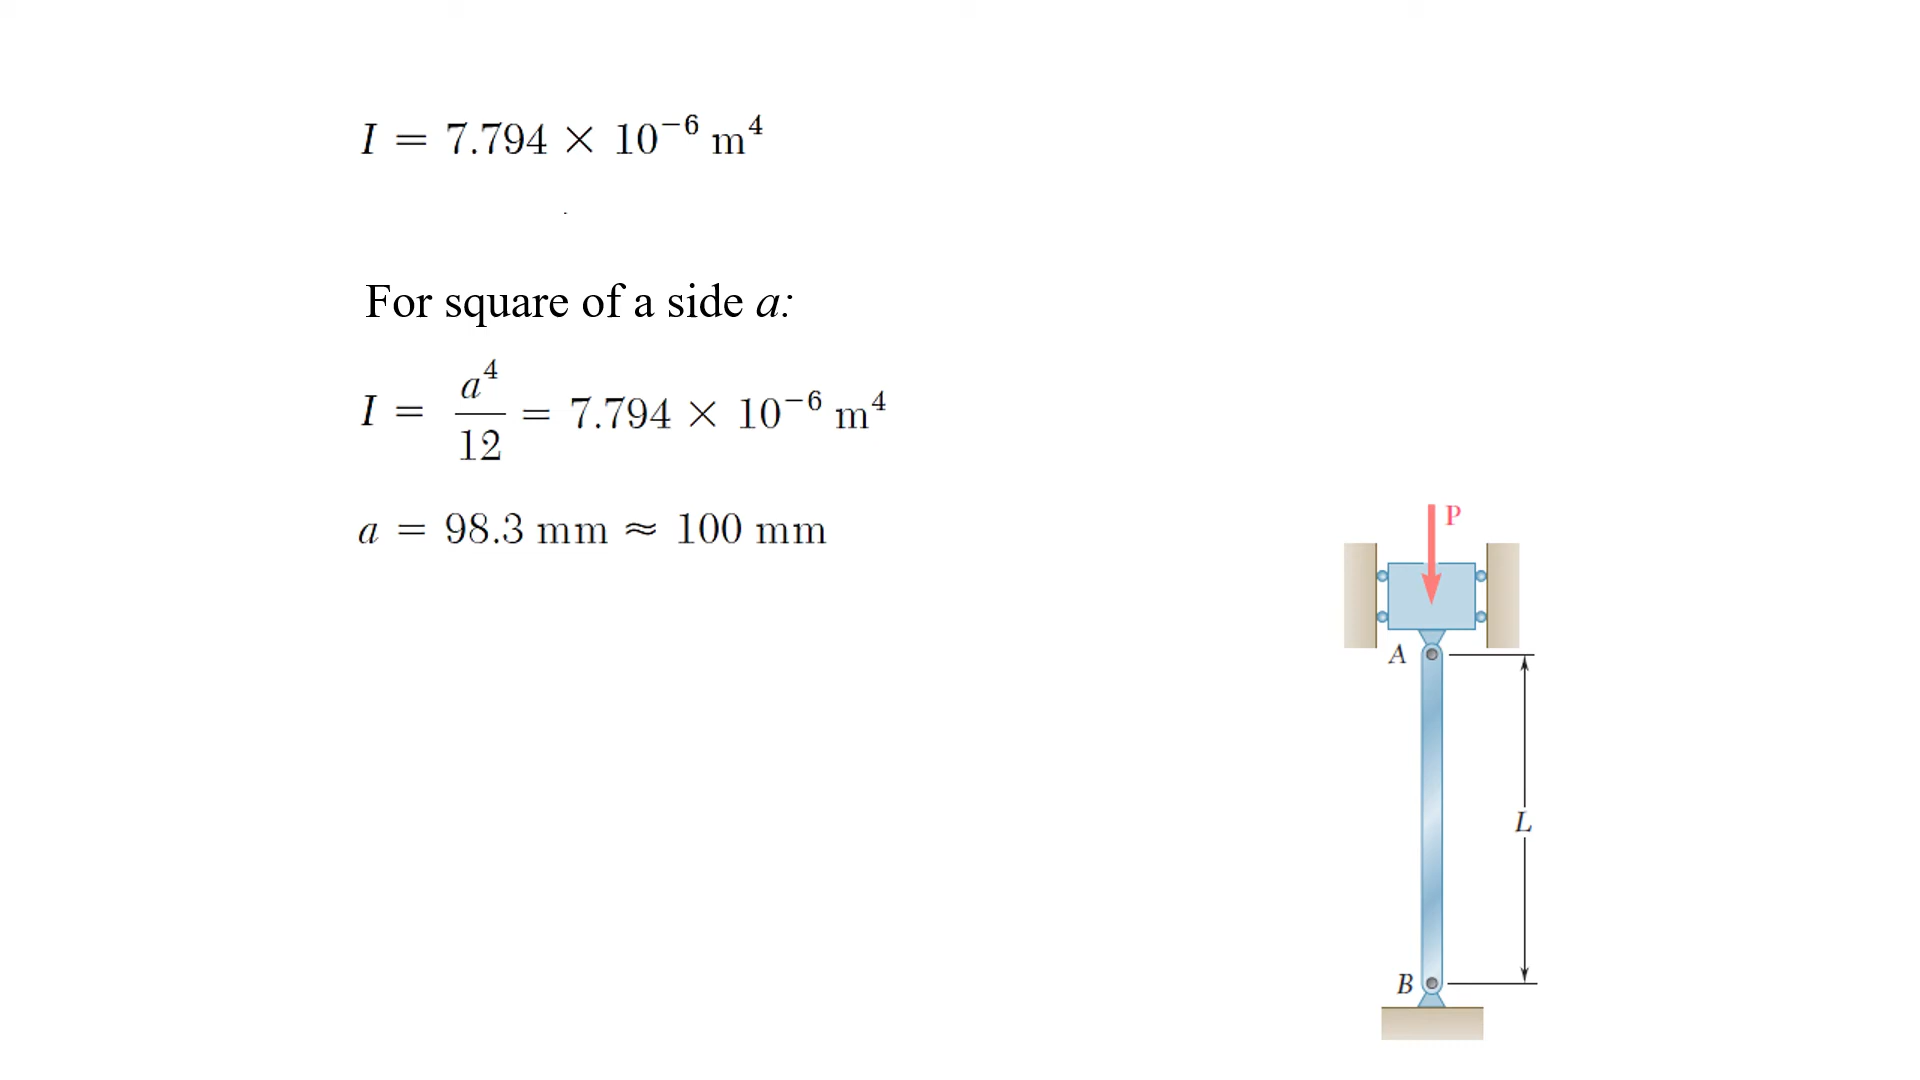 I = 7.794 × 10⁻⁶ m⁴
For square of a side a:
I = a⁴/12 = 7.794 × 10⁻⁶ m⁴
a = 98.3 mm ≈ 100 mm
P
A
L
B